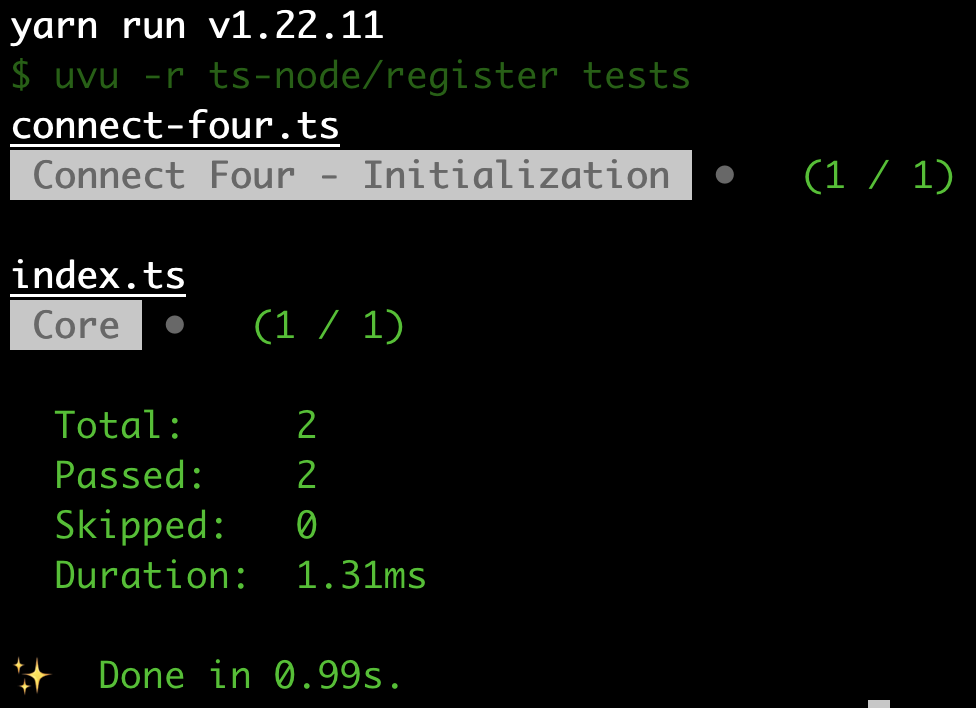 yarn run v1.22.11
$ uvu -r ts-node/register tests
connect-four.ts
Connect Four - Initialization • (1 / 1)
index.ts
Core • (1 / 1)
Total: 2
Passed: 2
Skipped: 0
Duration: 1.31ms
✨ Done in 0.99s.